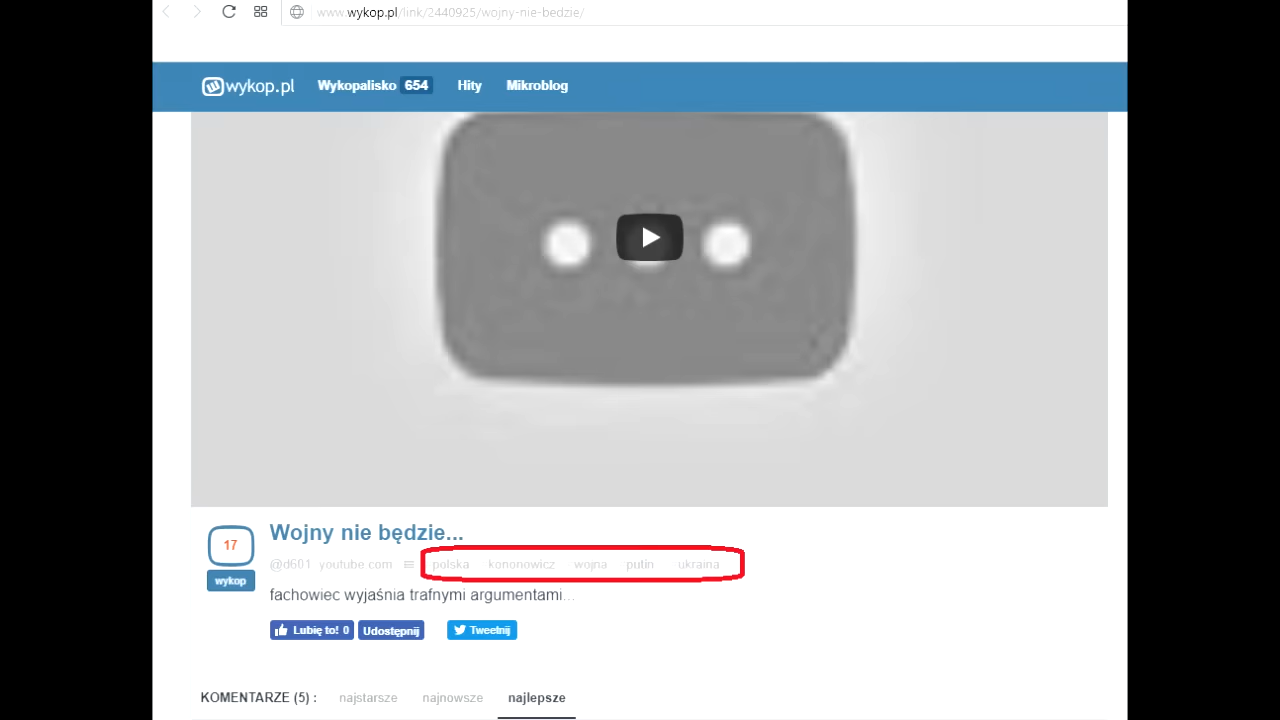 www.wykop.pl/link/2440925/wojny-nie-bedzie/
wykop.pl Wykopalisko 654 Hity Mikroblog
17
wykop
Wojny nie będzie...
@d601 youtube.com polska kononowicz wojna putin ukraina
fachowiec wyjaśnia trafnymi argumentami...
Lubię to! 0 Udostępnij Tweetnij
KOMENTARZE (5) : najstarsze najnowsze najlepsze